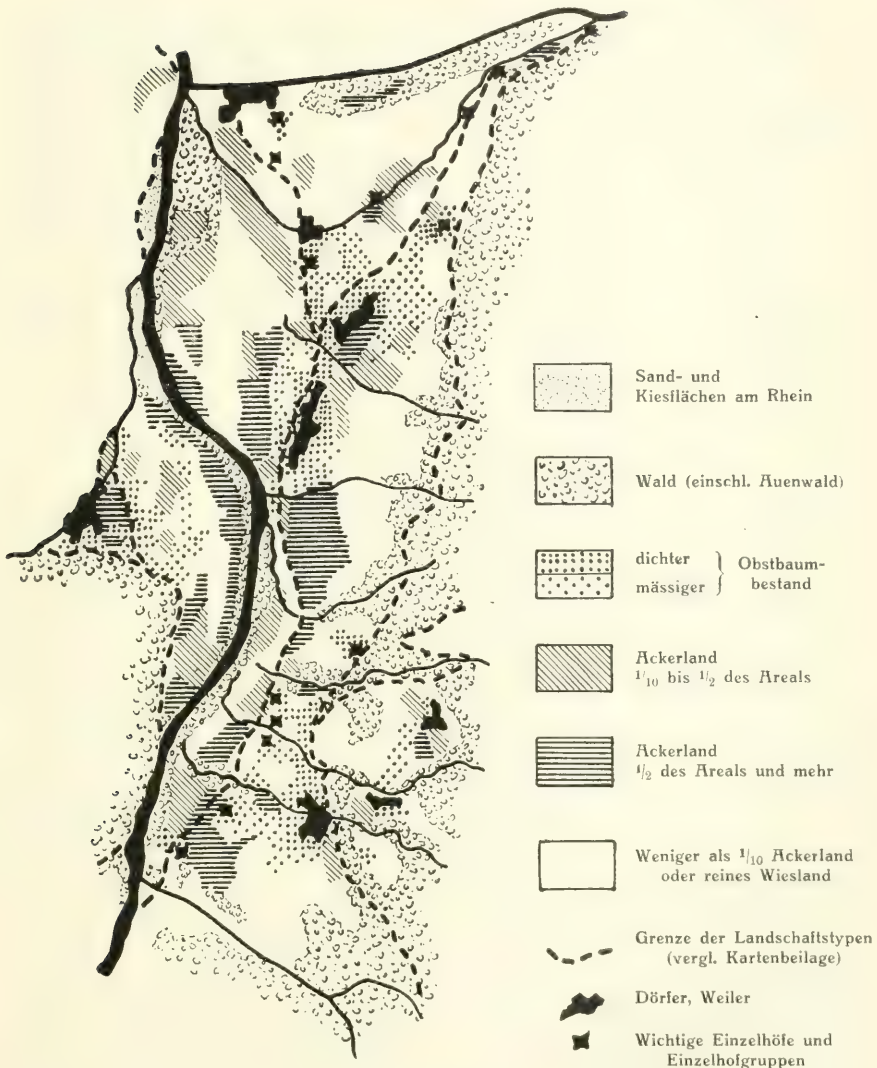 Sand- und
Kiesflächen am Rhein
Wald (einschl. Auenwald)
dichter } Obstbaum-
mässiger } bestand
Ackerland
1/10 bis 1/2 des Areals
Ackerland
1/2 des Areals und mehr
Weniger als 1/10 Ackerland
oder reines Wiesland
Grenze der Landschaftstypen
(vergl. Kartenbeilage)
Dörfer, Weiler
Wichtige Einzelhöfe und
Einzelhofgruppen